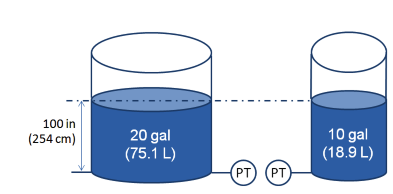 100 in
(254 cm)
20 gal
(75.1 L)
10 gal
(18.9 L)
PT
PT